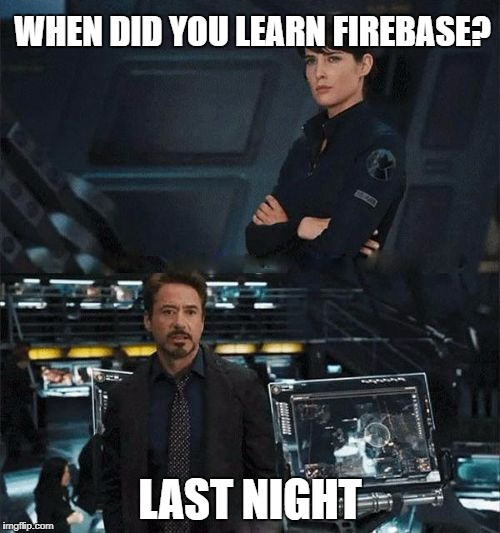 WHEN DID YOU LEARN FIREBASE?
LAST NIGHT
imgflip.com